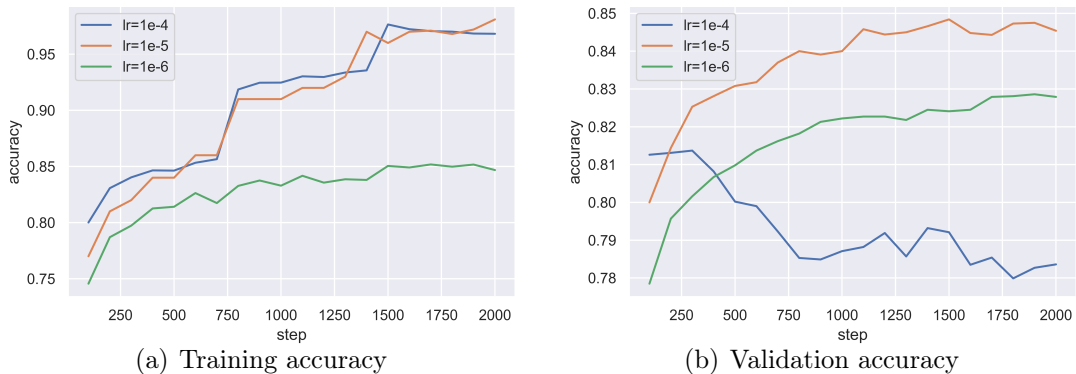 lr=1e-4
lr=1e-5
lr=1e-6
accuracy
0.95
0.90
0.85
0.80
0.75
250 500 750 1000 1250 1500 1750 2000
step
(a) Training accuracy
lr=1e-4
lr=1e-5
lr=1e-6
accuracy
0.85
0.84
0.83
0.82
0.81
0.80
0.79
0.78
250 500 750 1000 1250 1500 1750 2000
step
(b) Validation accuracy